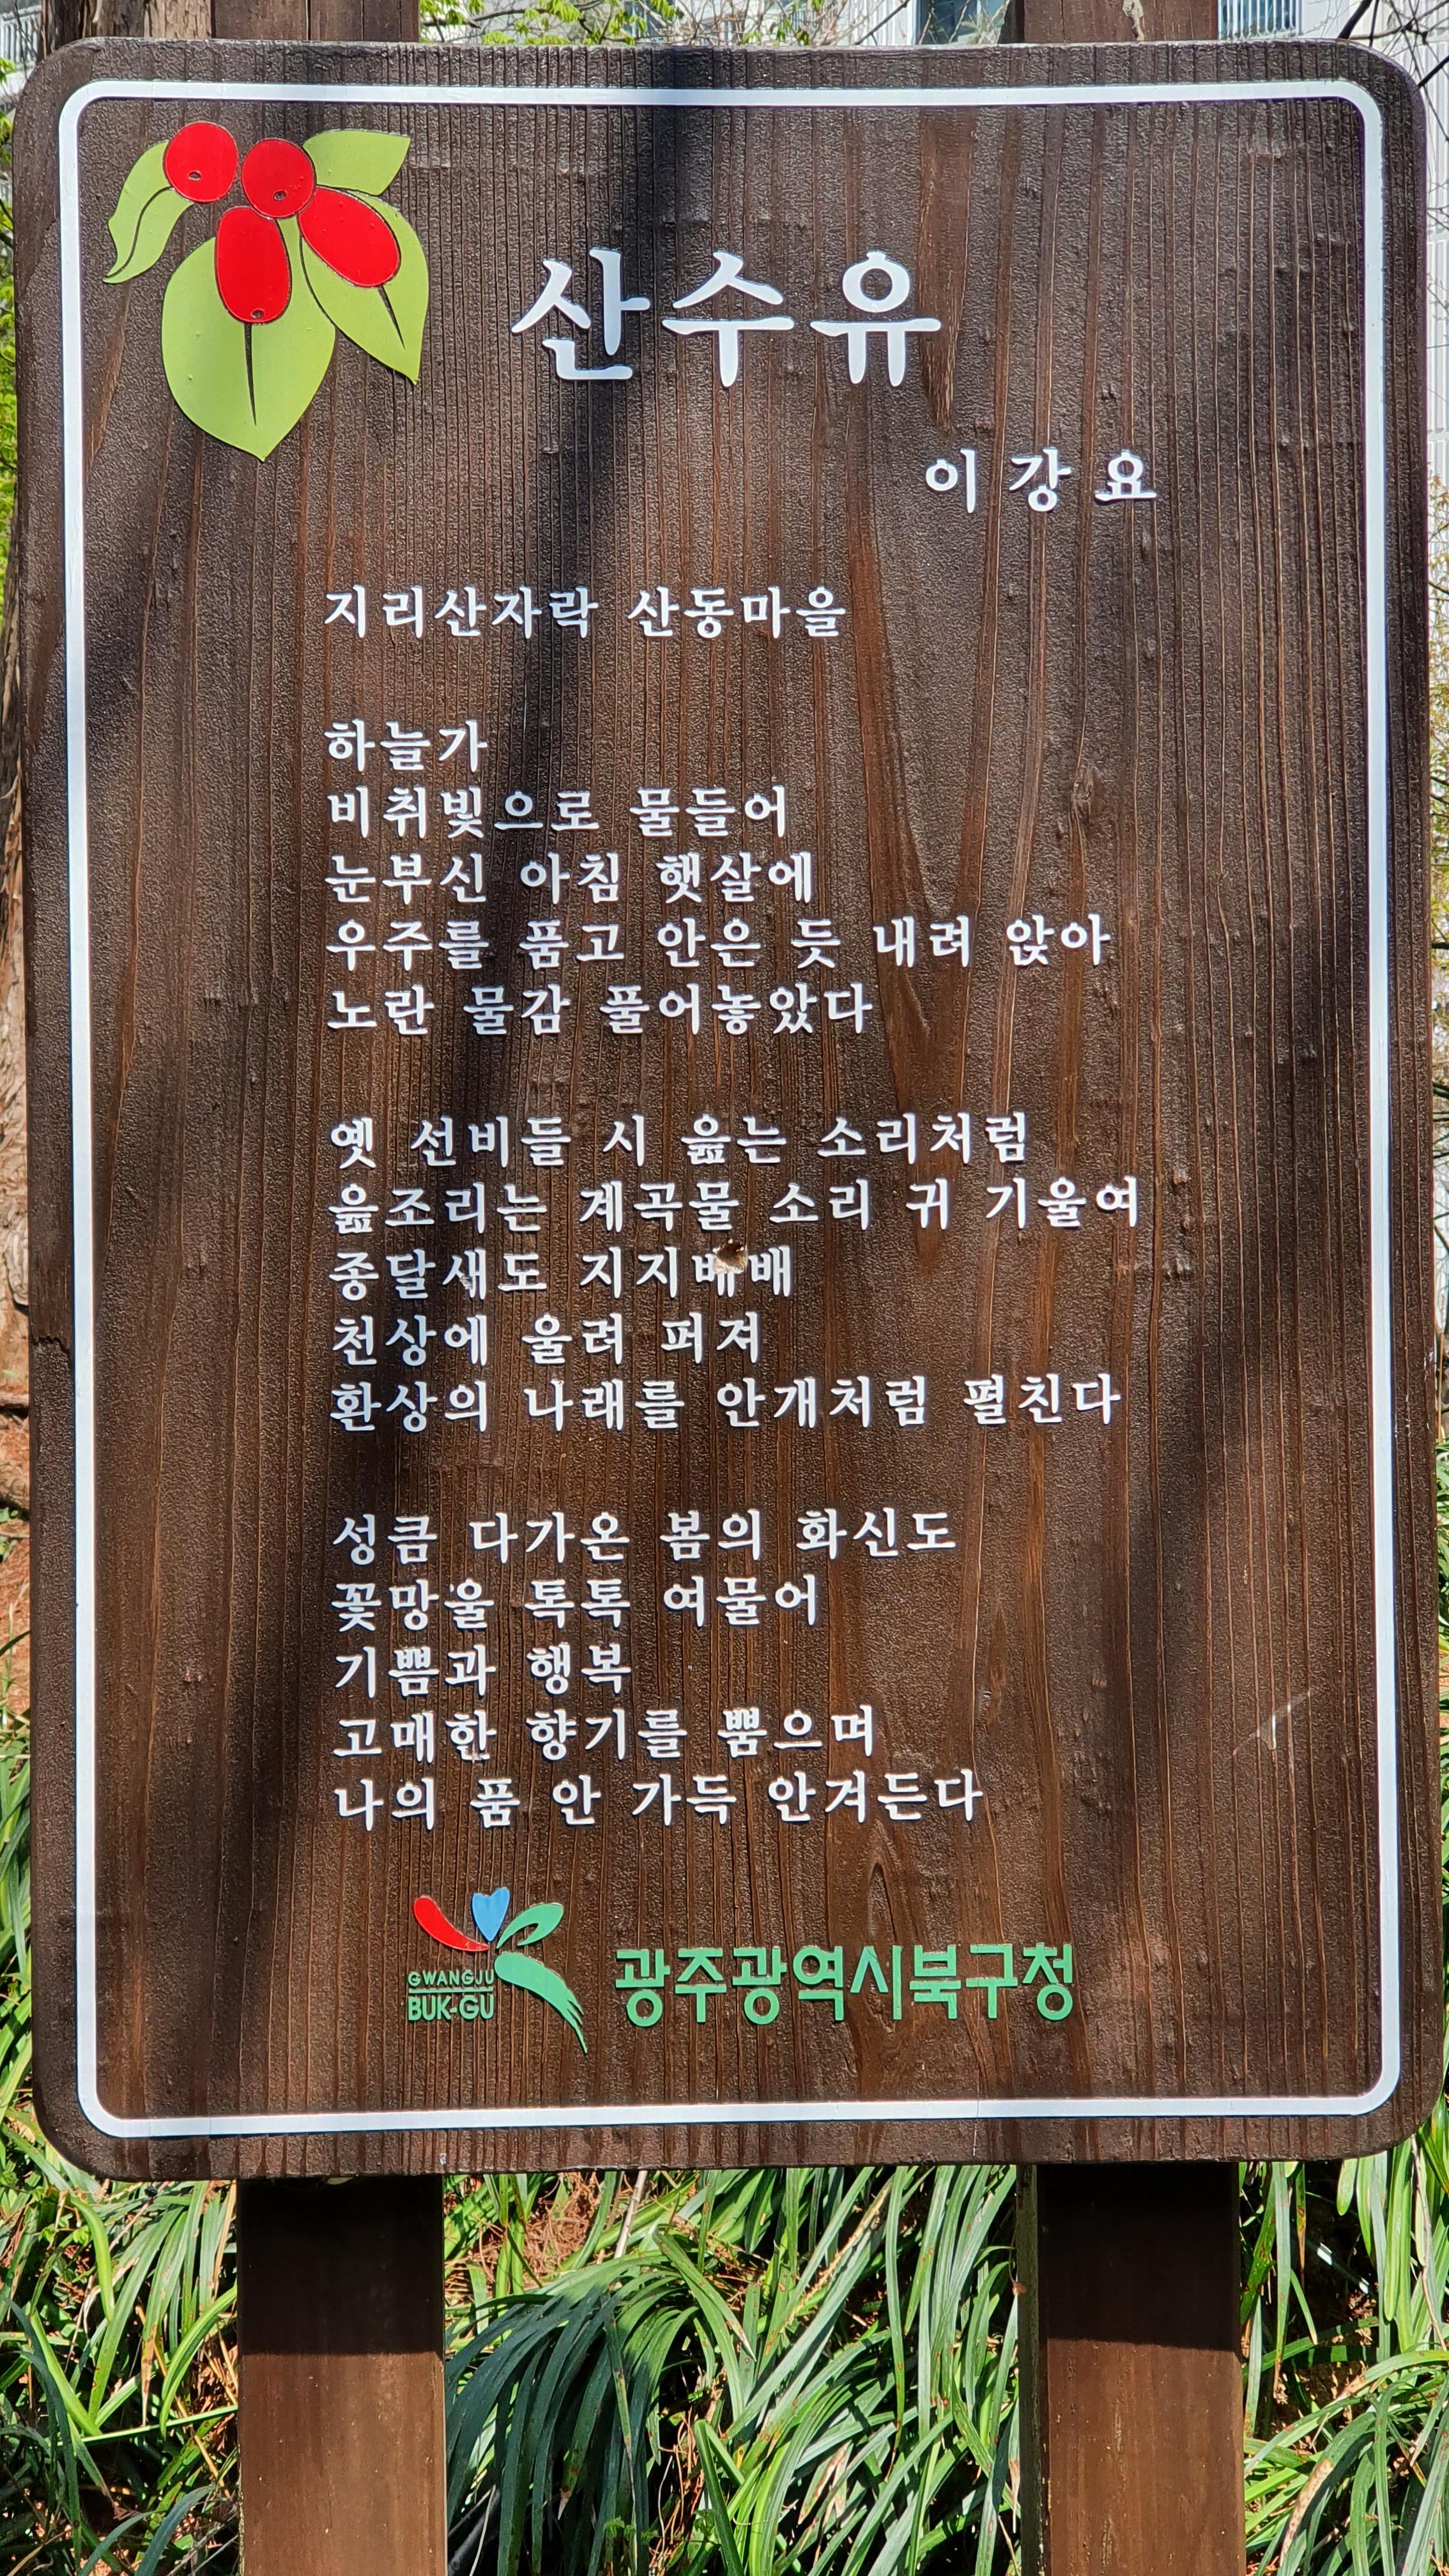 산수유
이강요
지리산자락 산동마을
하늘가
비취빛으로 물들어
눈부신 아침 햇살에
우주를 품고 안은 듯 내려 앉아
노란 물감 풀어놓았다
옛 선비들 시 읊는 소리처럼
읊조리는 계곡물 소리 귀 기울여
종달새도 지지배배
천상에 울려 퍼져
환상의 나래를 안개처럼 펼친다
성큼 다가온 봄의 화신도
꽃망울 톡톡 여물어
기쁨과 행복
고매한 향기를 뿜으며
나의 품 안 가득 안겨든다
GWANGJU
BUK-GU
광주광역시북구청